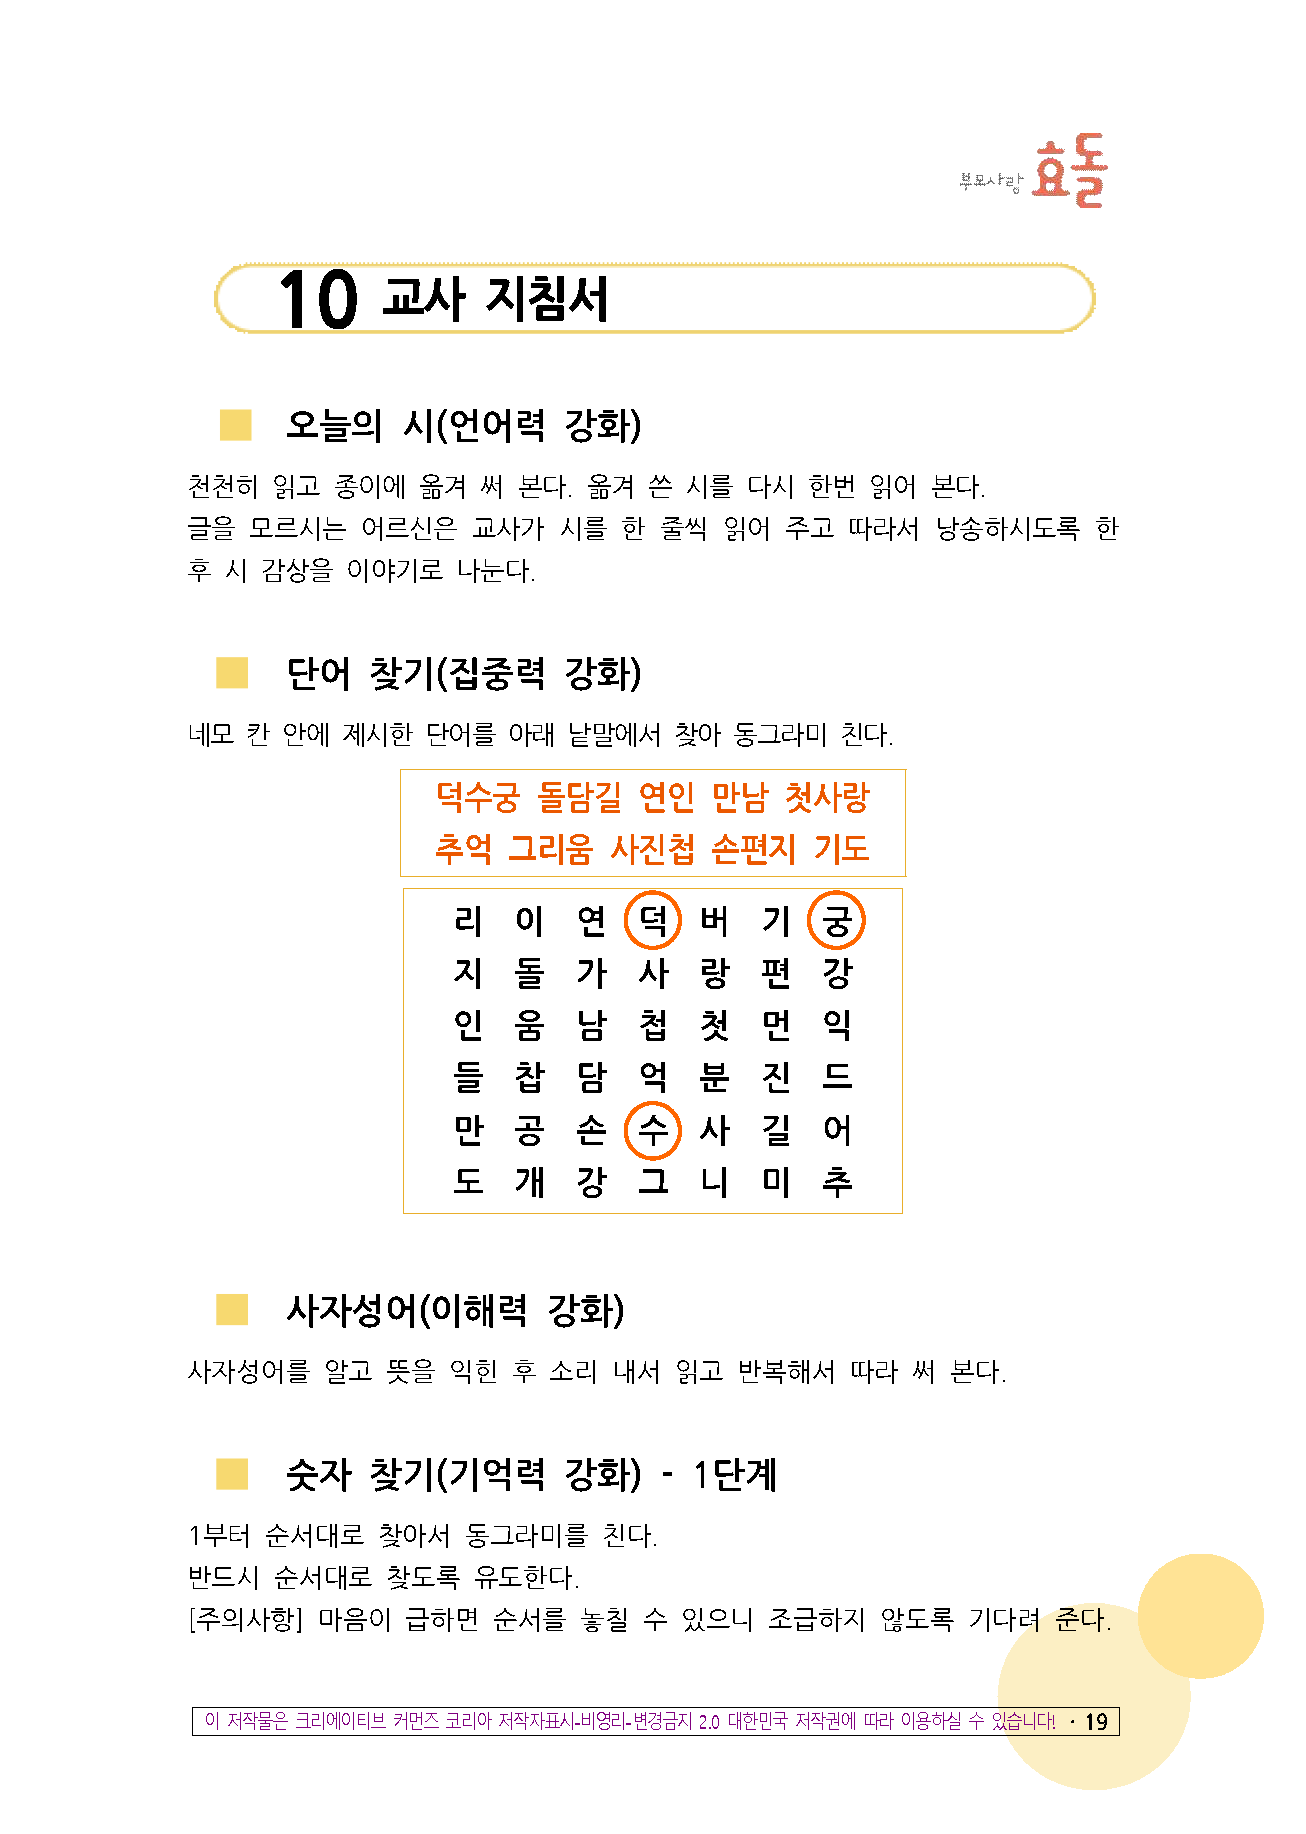 부모사랑 효돌
10 교사 지침서
■ 오늘의 시(언어력 강화)
천천히 읽고 종이에 옮겨 써 본다. 옮겨 쓴 시를 다시 한번 읽어 본다.
글을 모르시는 어르신은 교사가 시를 한 줄씩 읽어 주고 따라서 낭송하시도록 한
후 시 감상을 이야기로 나눈다.
■ 단어 찾기(집중력 강화)
네모 칸 안에 제시한 단어를 아래 낱말에서 찾아 동그라미 친다.
덕수궁 돌담길 연인 만남 첫사랑
추억 그리움 사진첩 손편지 기도
리 이 연 덕 버 기 궁
지 돌 가 사 랑 편 강
인 움 남 첩 첫 먼 익
들 찹 담 억 분 진 드
만 공 손 수 사 길 어
도 개 강 그 니 미 추
■ 사자성어(이해력 강화)
사자성어를 알고 뜻을 익힌 후 소리 내서 읽고 반복해서 따라 써 본다.
■ 숫자 찾기(기억력 강화) - 1단계
1부터 순서대로 찾아서 동그라미를 친다.
반드시 순서대로 찾도록 유도한다.
[주의사항] 마음이 급하면 순서를 놓칠 수 있으니 조급하지 않도록 기다려 준다.
이 저작물은 크리에이티브 커먼즈 코리아 저작자표시-비영리-변경금지 2.0 대한민국 저작권에 따라 이용하실 수 있습니다! · 19